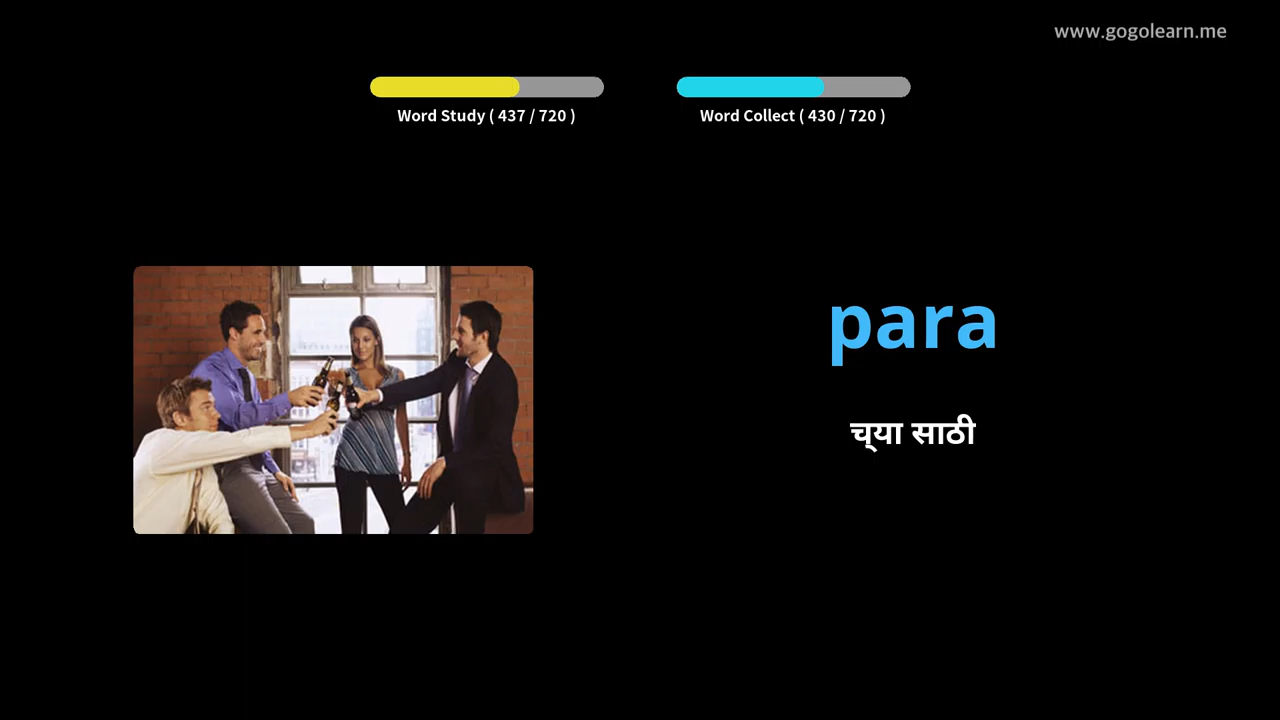 www.gogolearn.me
Word Study ( 437 / 720 )
Word Collect ( 430 / 720 )
para
च्या साठी